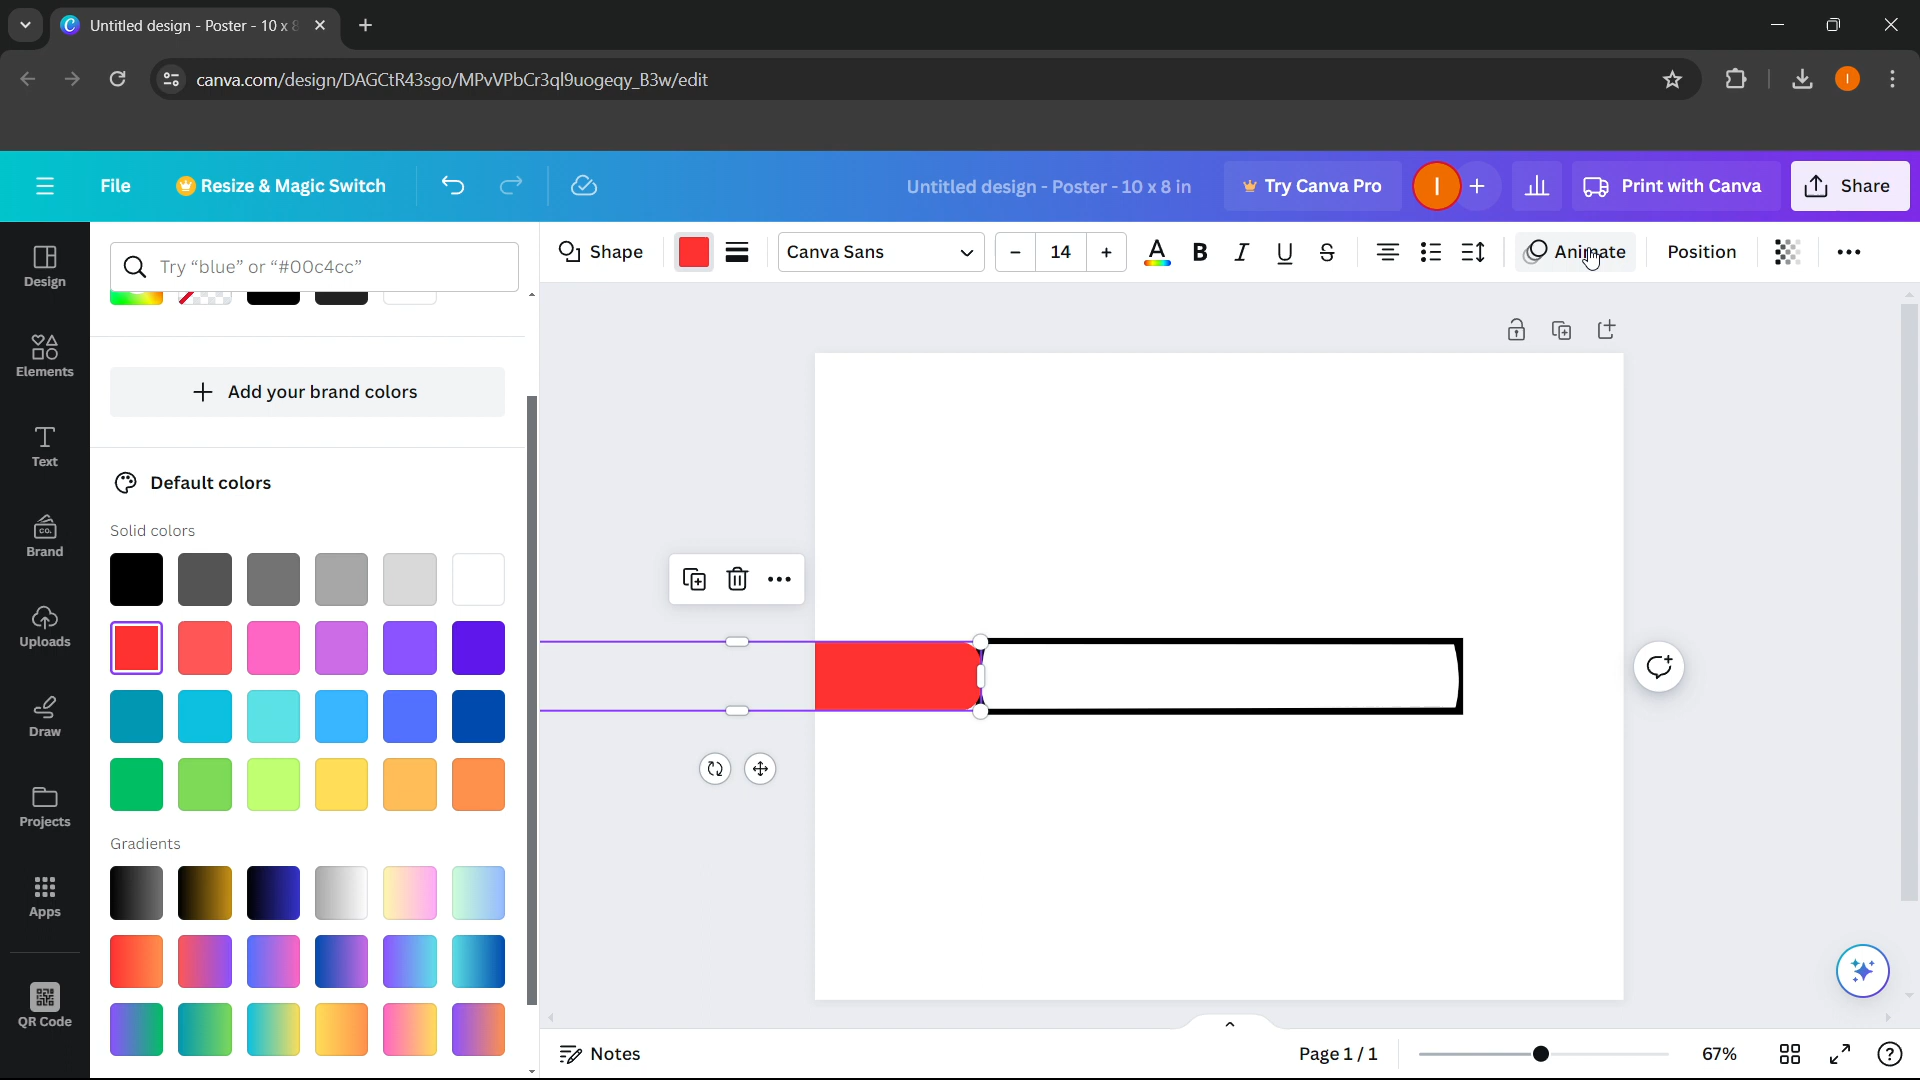 Untitled design - Poster - 10 x 8
canva.com/design/DAGCtR43sgo/MPvVPbCr3ql9uogeqy_B3w/edit
File
Resize & Magic Switch
Untitled design - Poster - 10 x 8 in
Try Canva Pro
I
Print with Canva
Share
Design
Elements
Text
Brand
Uploads
Draw
Projects
Apps
QR Code
Try “blue” or “#00c4cc”
Add your brand colors
Default colors
Solid colors
Gradients
Shape
Canva Sans
14
Animate
Position
Notes
Page 1 / 1
67%